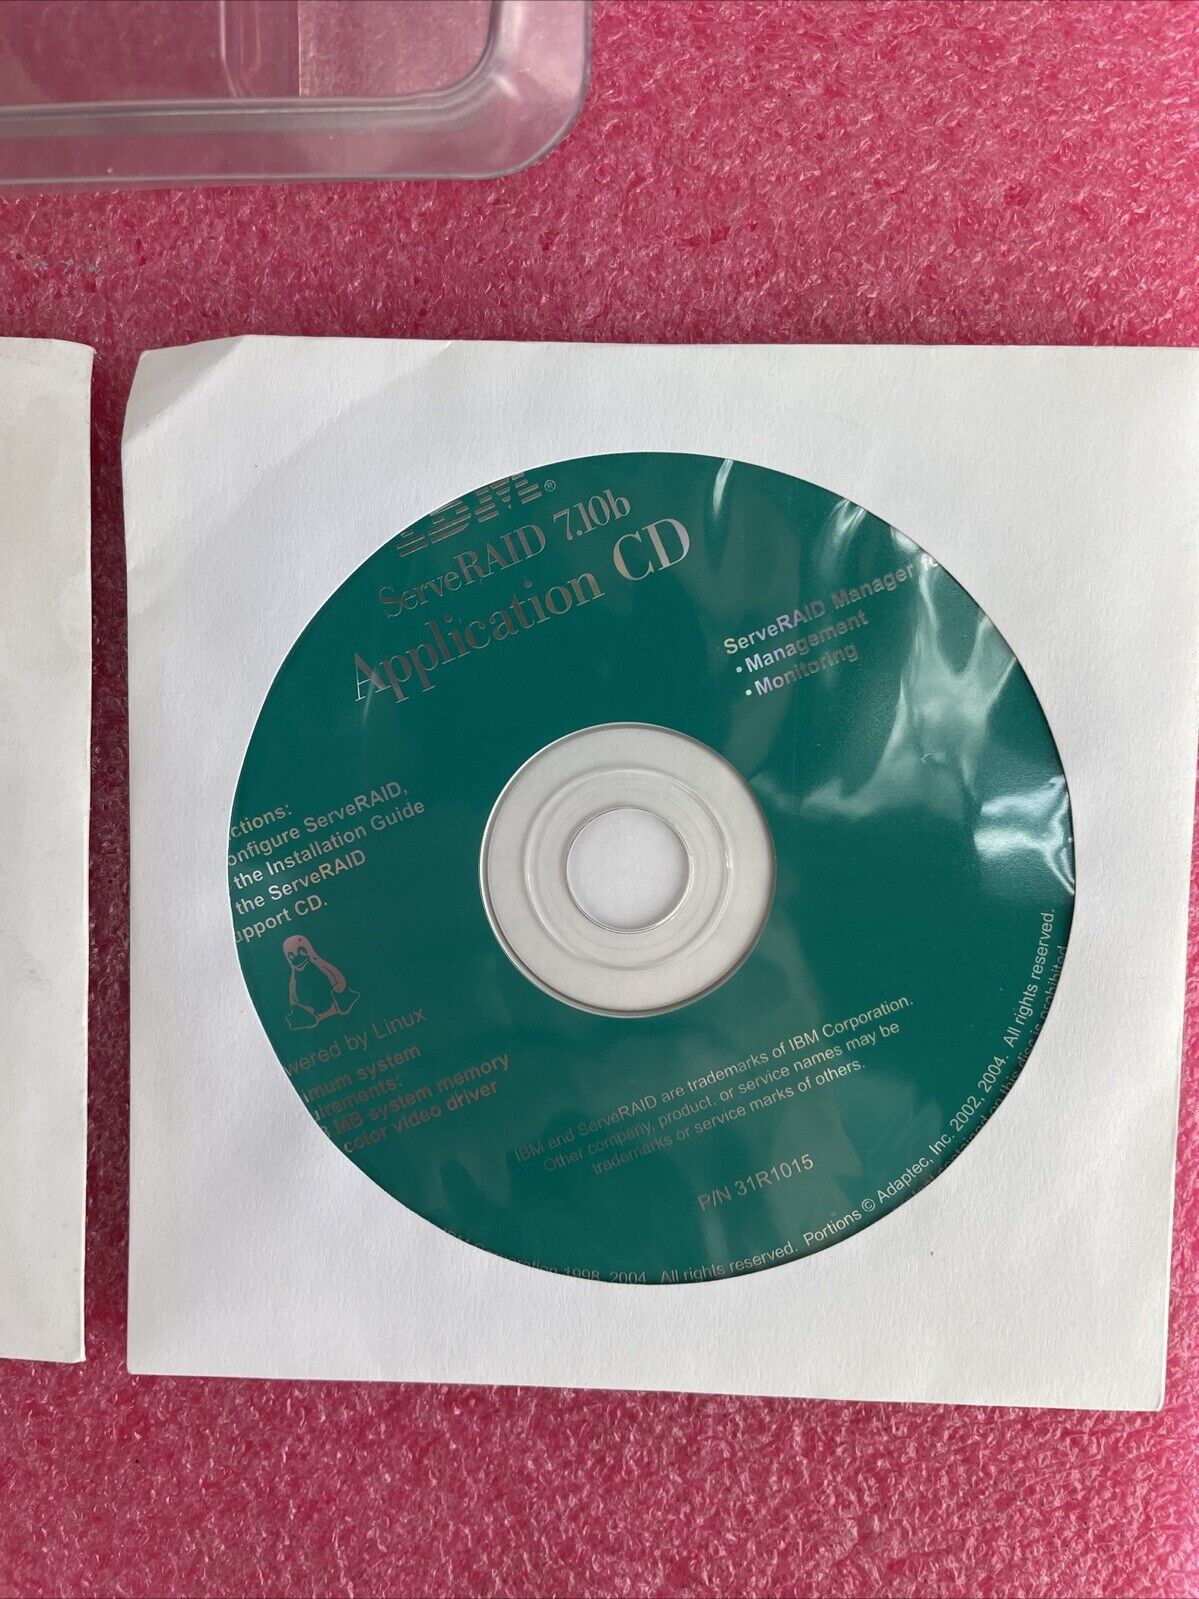 IBM®
ServeRAID 7.10b
Application CD
ServeRAID Manager
• Management
• Monitoring
ctions:
onfigure ServeRAID,
the Installation Guide
the ServeRAID
upport CD.
wered by Linux
imum system
uirements:
MB system memory
color video driver
IBM and ServeRAID are trademarks of IBM Corporation.
Other company, product, or service names may be
trademarks or service marks of others.
P/N 31R1015
1998, 2004. All rights reserved. Portions © Adaptec, Inc. 2002, 2004. All rights reserved.